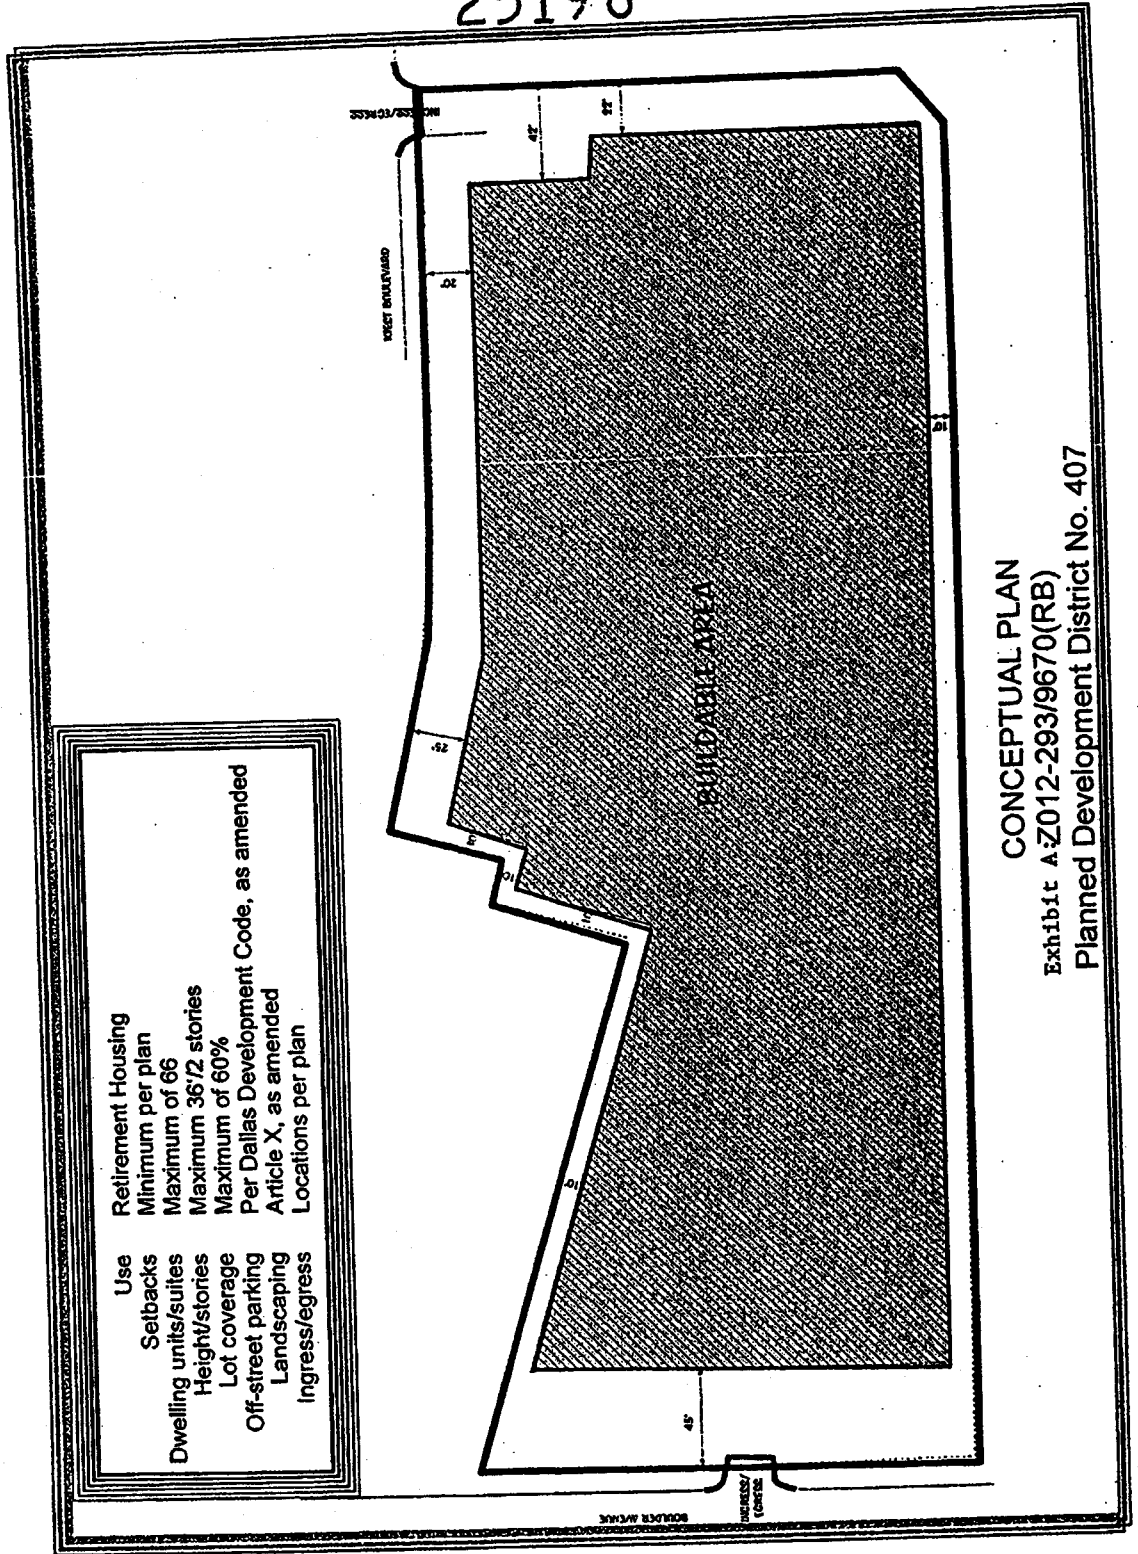 Use Retirement Housing
Setbacks Minimum per plan
Dwelling units/suites Maximum of 66
Height/stories Maximum 36'/2 stories
Lot coverage Maximum of 60%
Off-street parking Per Dallas Development Code, as amended
Landscaping Article X, as amended
Ingress/egress Locations per plan
INGRESS/EGRESS
BOULEVARD
42'
22'
20'
25'
10'
10'
10'
45'
BUILDABLE AREA
INGRESS/
EGRESS
BOULDER AVENUE
CONCEPTUAL PLAN
Exhibit A:Z012-293/9670(RB)
Planned Development District No. 407